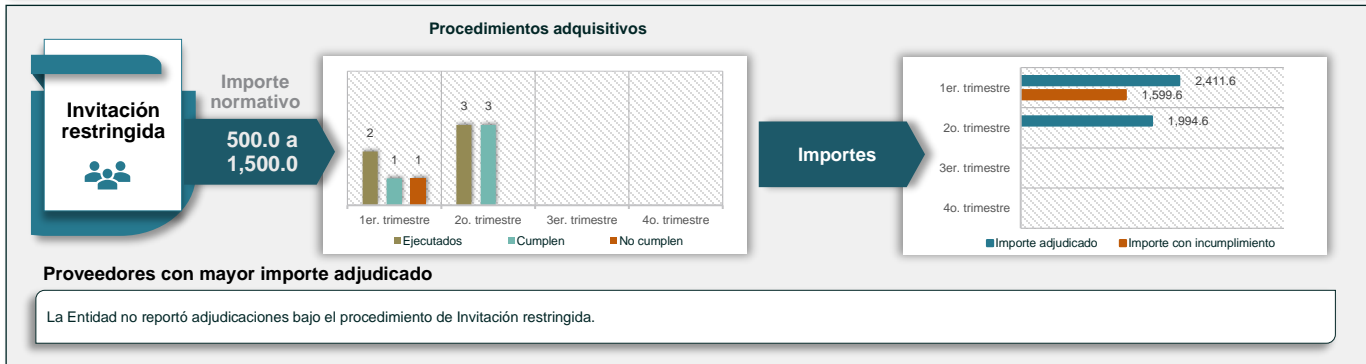 Procedimientos adquisitivos
Invitación
restringida
Importe
normativo
500.0 a
1,500.0
2
1
1
3
3
1er. trimestre
2o. trimestre
3er. trimestre
4o. trimestre
Ejecutados
Cumplen
No cumplen
Importes
1er. trimestre
2,411.6
1,599.6
2o. trimestre
1,994.6
3er. trimestre
4o. trimestre
Importe adjudicado
Importe con incumplimiento
Proveedores con mayor importe adjudicado
La Entidad no reportó adjudicaciones bajo el procedimiento de Invitación restringida.